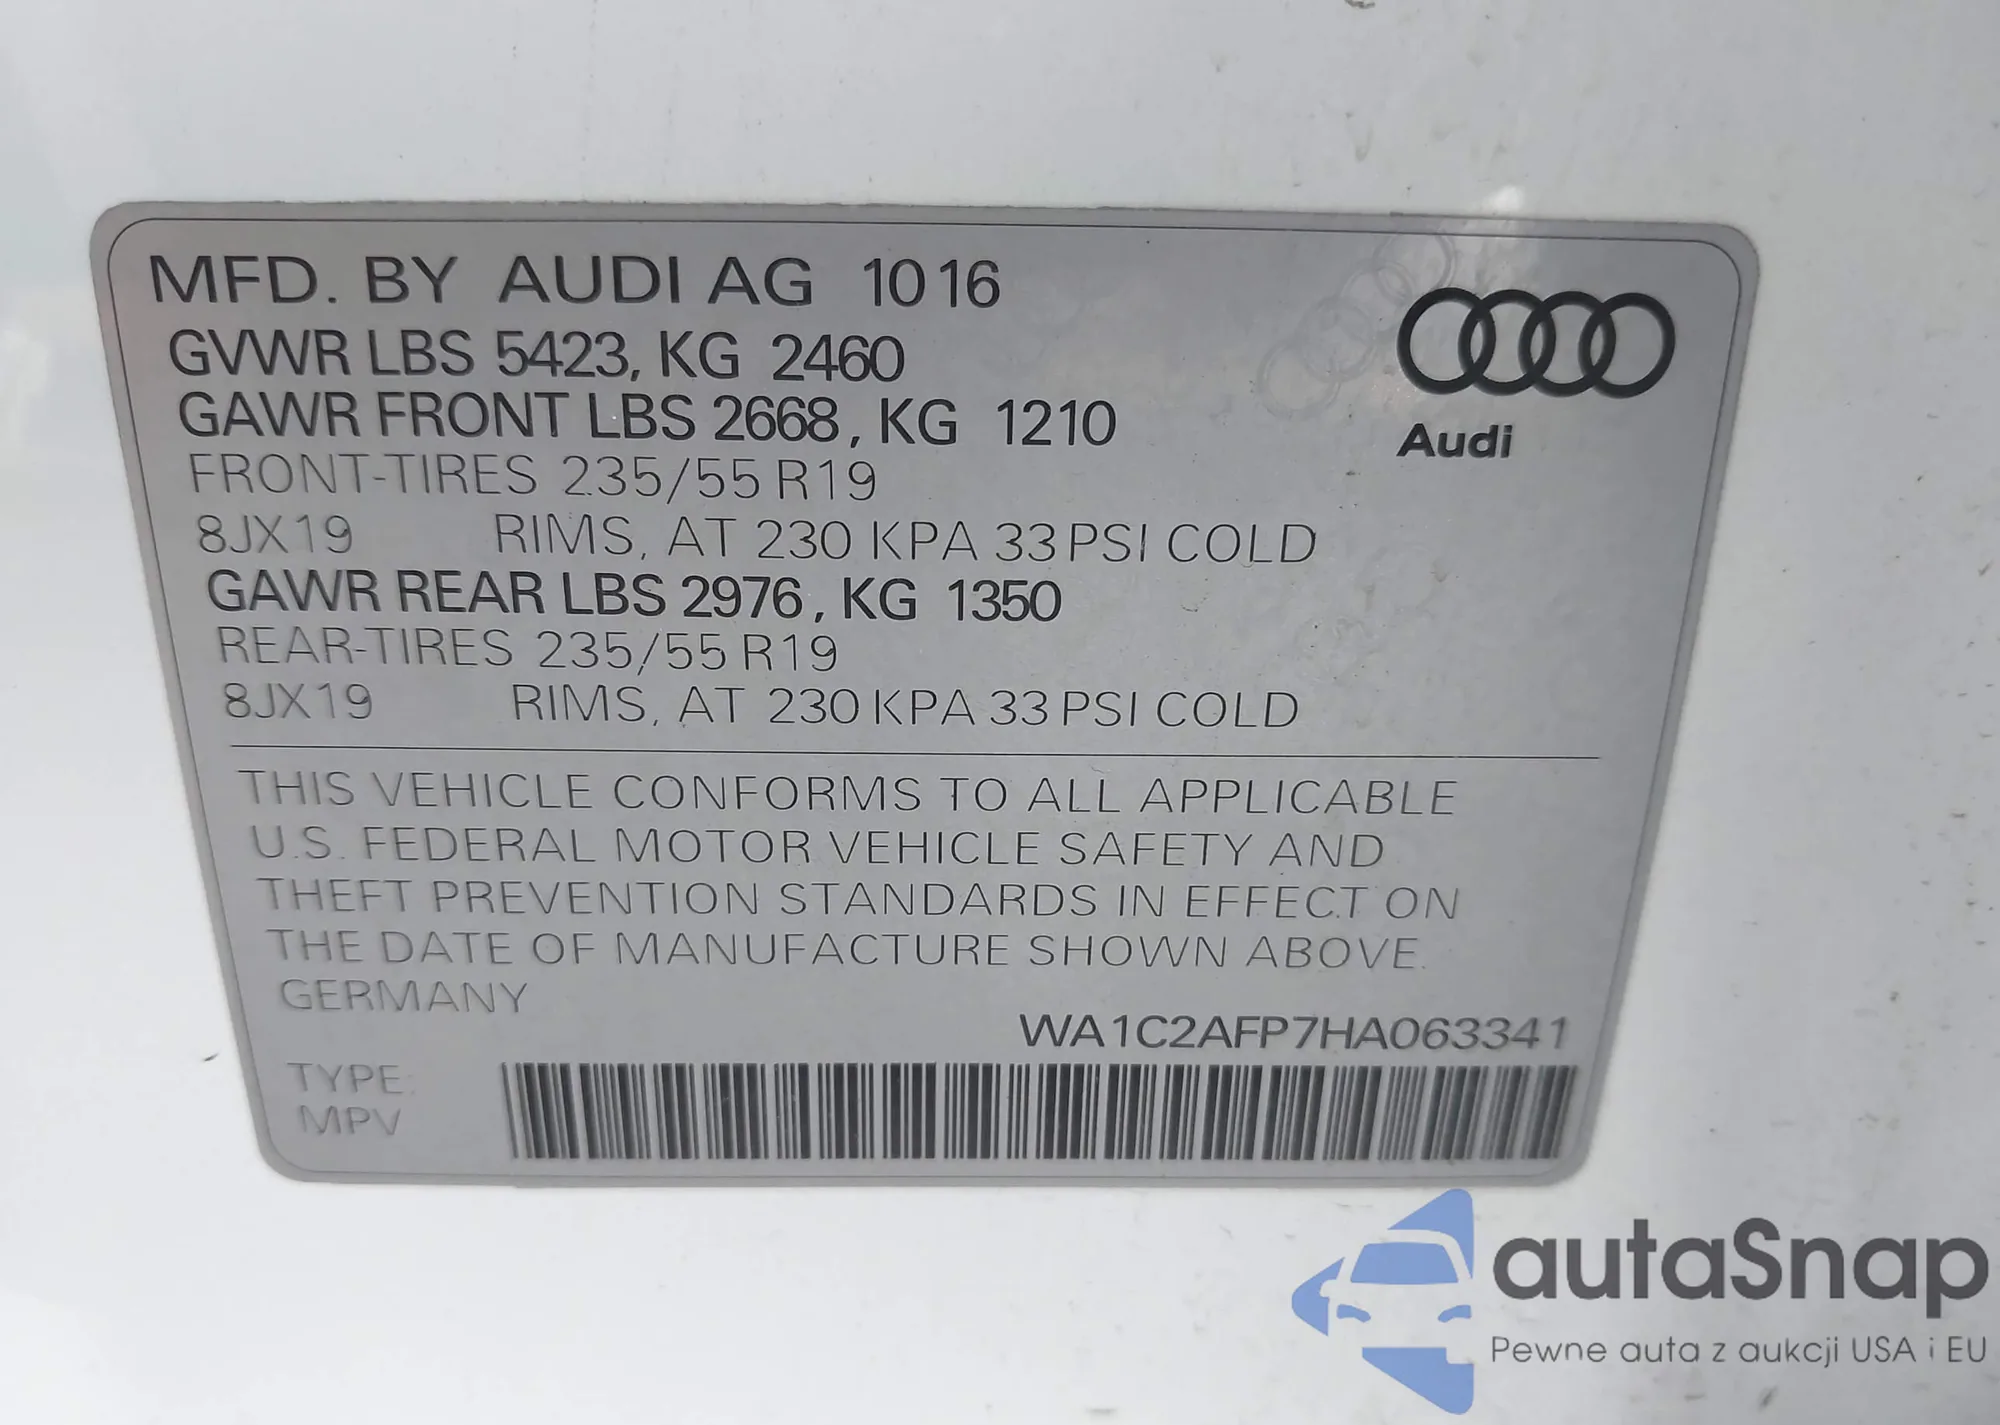 MFD. BY AUDI AG 10 16
GVWR LBS 5423, KG 2460
GAWR FRONT LBS 2668, KG 1210
FRONT-TIRES 235/55 R19
8JX19 RIMS, AT 230 KPA 33 PSI COLD
GAWR REAR LBS 2976, KG 1350
REAR-TIRES 235/55 R19
8JX19 RIMS, AT 230 KPA 33 PSI COLD
Audi
THIS VEHICLE CONFORMS TO ALL APPLICABLE
U.S. FEDERAL MOTOR VEHICLE SAFETY AND
THEFT PREVENTION STANDARDS IN EFFECT ON
THE DATE OF MANUFACTURE SHOWN ABOVE.
GERMANY
WA1C2AFP7HA063341
TYPE:
MPV
autaSnap
Pewne auta z aukcji USA i EU